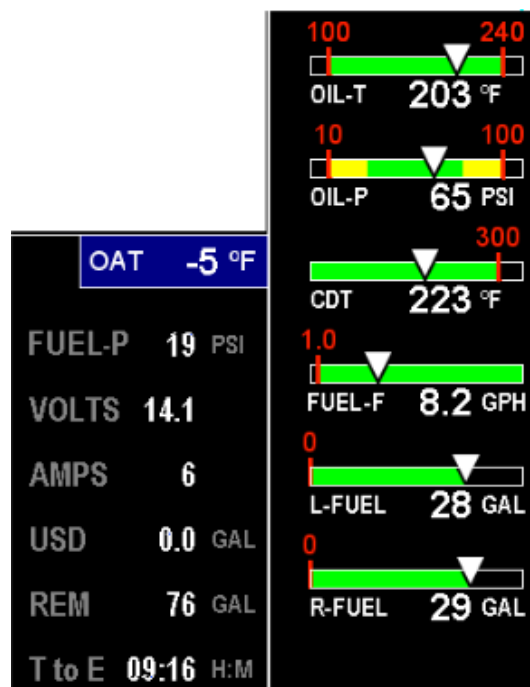 OAT -5 °F
FUEL-P 19 PSI
VOLTS 14.1
AMPS 6
USD 0.0 GAL
REM 76 GAL
T to E 09:16 H:M
100 240
OIL-T 203 °F
10 100
OIL-P 65 PSI
300
CDT 223 °F
1.0
FUEL-F 8.2 GPH
0
L-FUEL 28 GAL
0
R-FUEL 29 GAL